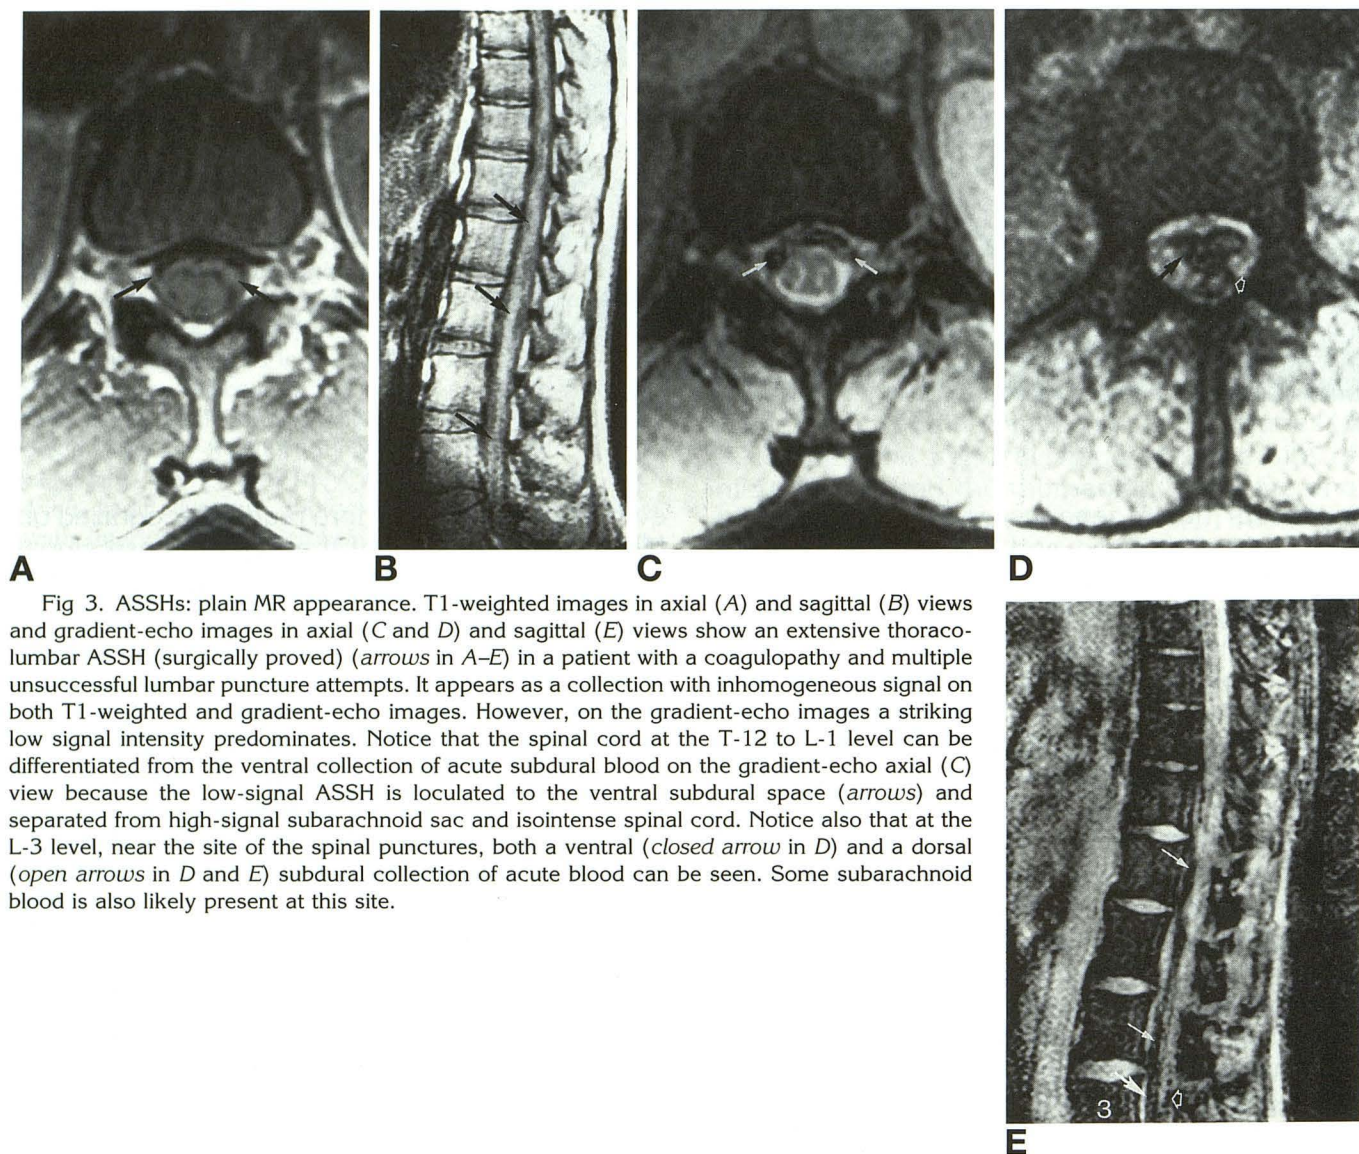 A
B
C
D
Fig 3. ASSHs: plain MR appearance. T1-weighted images in axial (A) and sagittal (B) views
and gradient-echo images in axial (C and D) and sagittal (E) views show an extensive thoraco-
lumbar ASSH (surgically proved) (arrows in A–E) in a patient with a coagulopathy and multiple
unsuccessful lumbar puncture attempts. It appears as a collection with inhomogeneous signal on
both T1-weighted and gradient-echo images. However, on the gradient-echo images a striking
low signal intensity predominates. Notice that the spinal cord at the T-12 to L-1 level can be
differentiated from the ventral collection of acute subdural blood on the gradient-echo axial (C)
view because the low-signal ASSH is loculated to the ventral subdural space (arrows) and
separated from high-signal subarachnoid sac and isointense spinal cord. Notice also that at the
L-3 level, near the site of the spinal punctures, both a ventral (closed arrow in D) and a dorsal
(open arrows in D and E) subdural collection of acute blood can be seen. Some subarachnoid
blood is also likely present at this site.
3
E